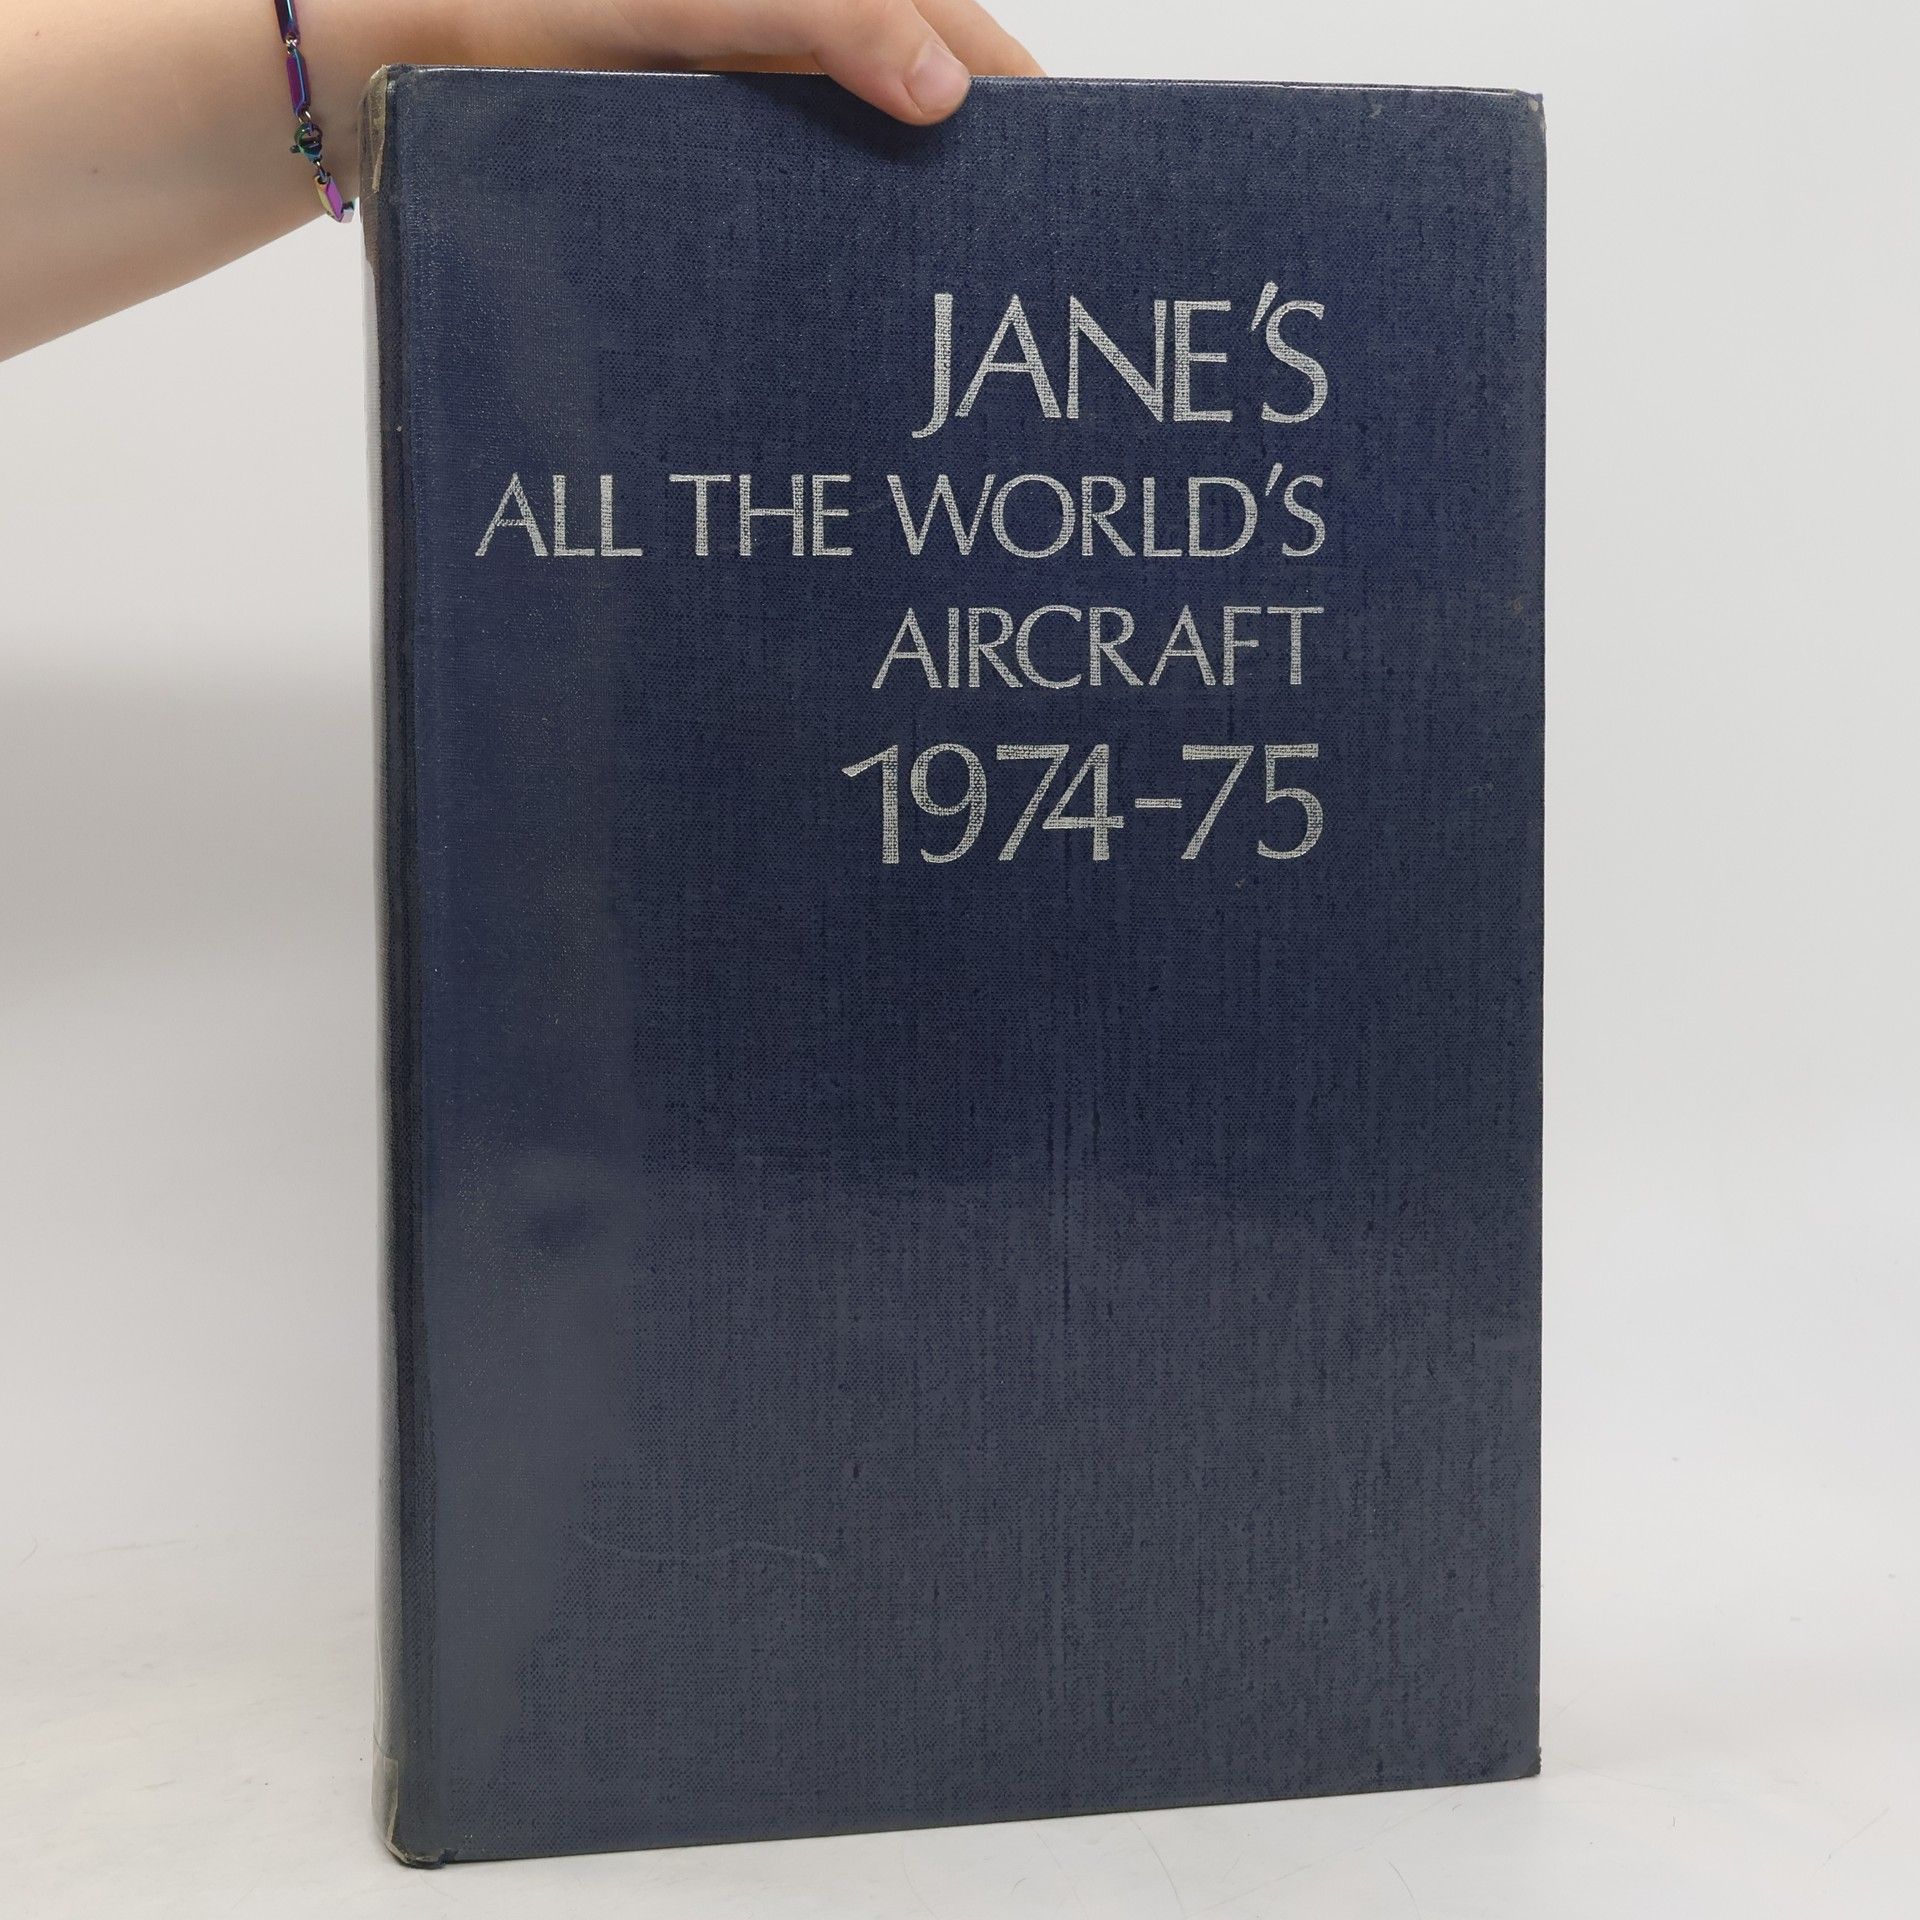 JANE'S
ALL THE WORLD'S
AIRCRAFT
1974-75